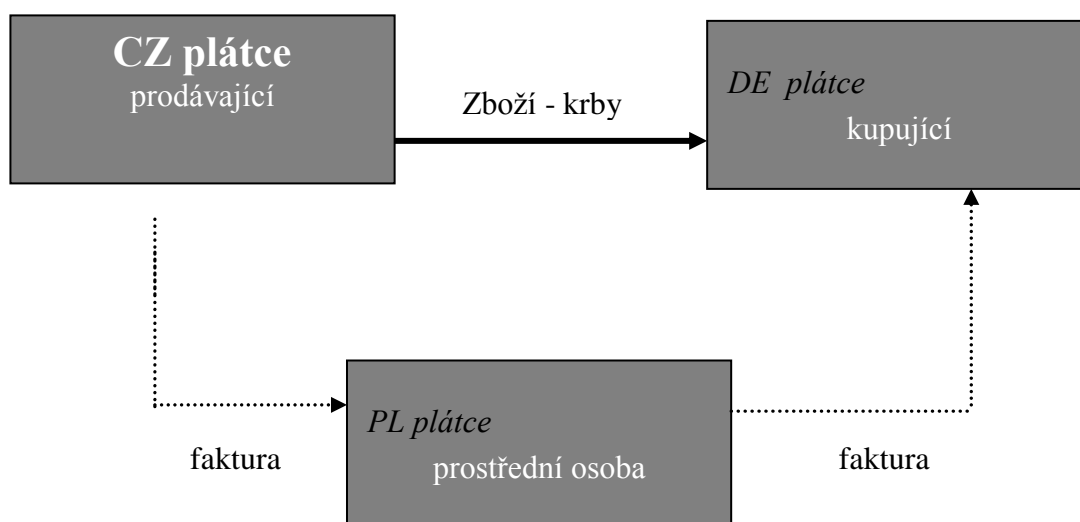 CZ plátce
prodávající
Zboží - krby
DE plátce
kupující
PL plátce
prostřední osoba
faktura
faktura